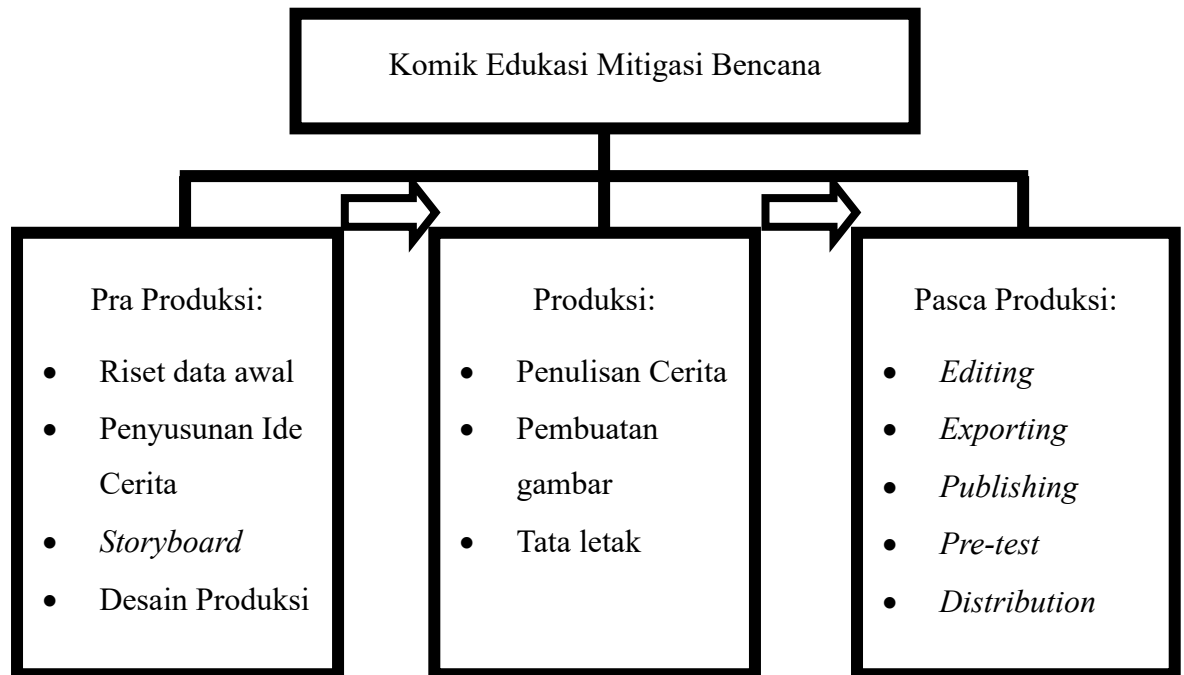 Komik Edukasi Mitigasi Bencana
Pra Produksi:
• Riset data awal
• Penyusunan Ide
Cerita
• Storyboard
• Desain Produksi
Produksi:
• Penulisan Cerita
• Pembuatan
gambar
• Tata letak
Pasca Produksi:
• Editing
• Exporting
• Publishing
• Pre-test
• Distribution